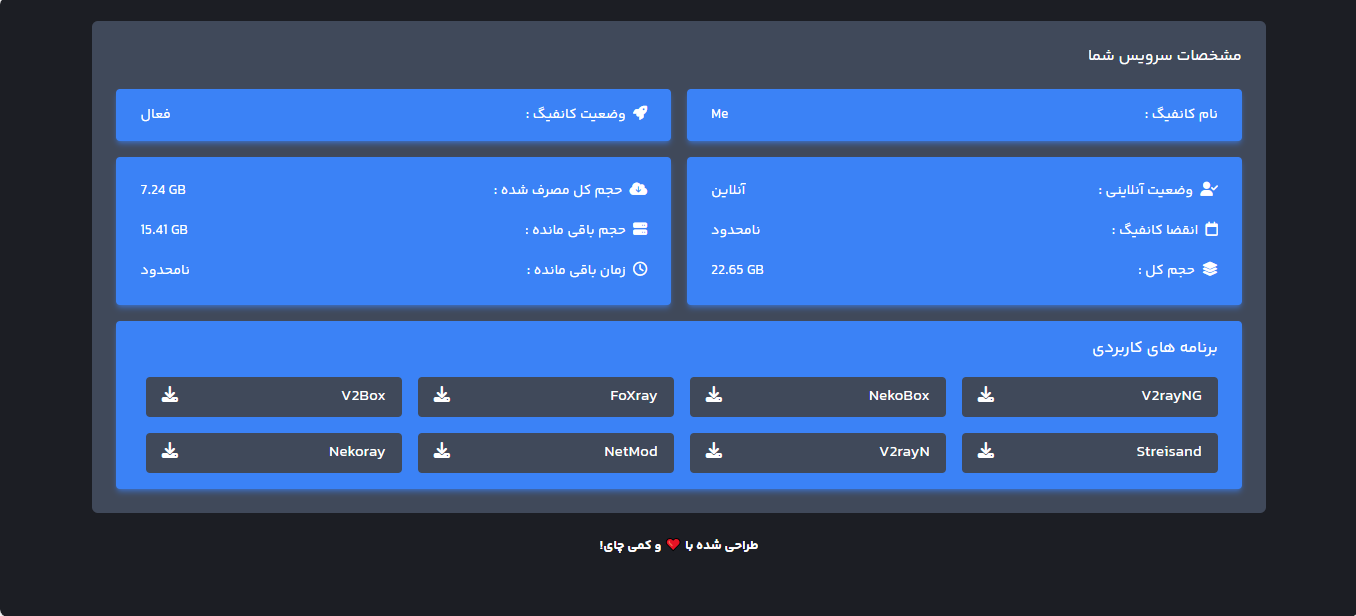 مشخصات سرویس شما
نام کانفیگ : Me
وضعیت کانفیگ : فعال
وضعیت آنلاینی : آنلاین
انقضا کانفیگ : نامحدود
حجم کل : 22.65 GB
حجم کل مصرف شده : 7.24 GB
حجم باقی مانده : 15.41 GB
زمان باقی مانده : نامحدود
برنامه های کاربردی
V2rayNG
NekoBox
FoXray
V2Box
Streisand
V2rayN
NetMod
Nekoray
طراحی شده با ❤ و کمی چای!